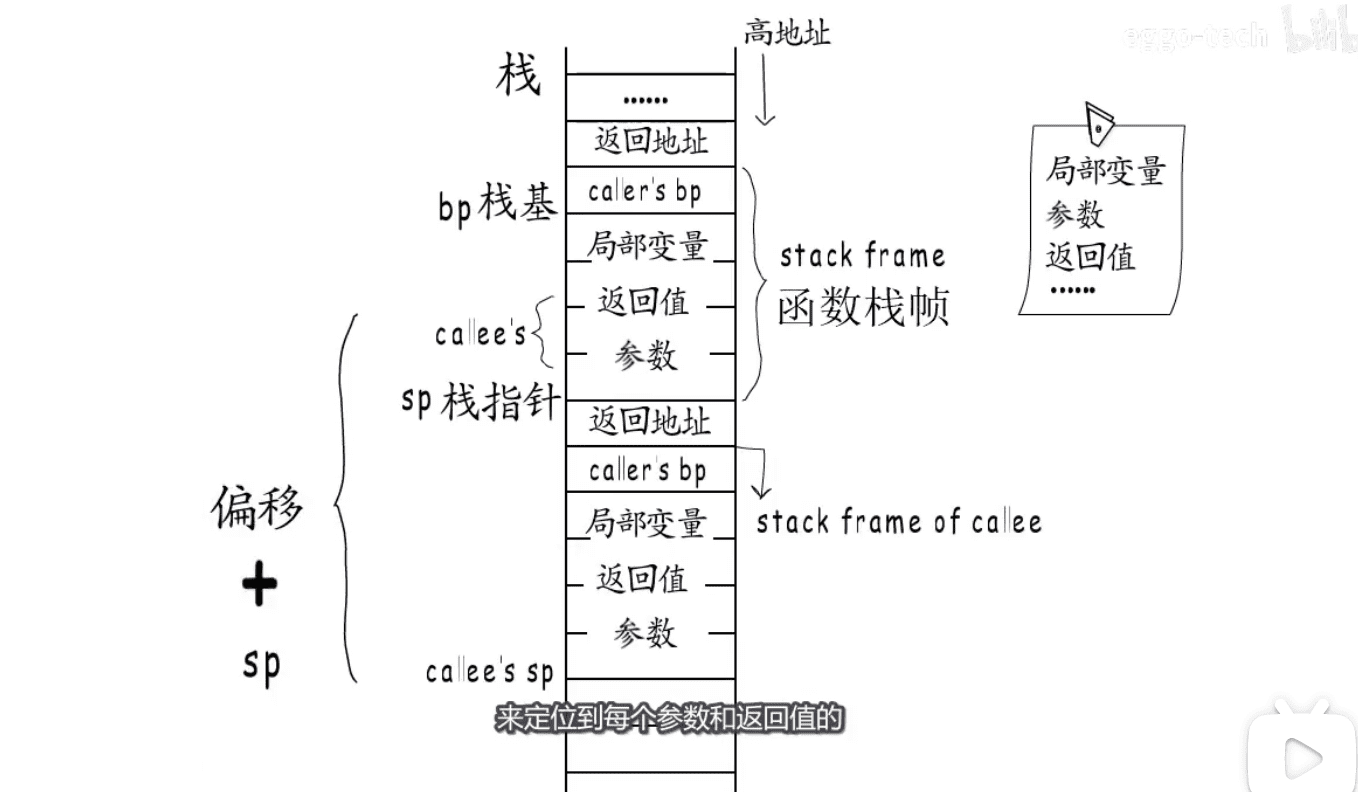 eggo-tech
高地址
栈
......
返回地址
caller's bp
bp 栈基
局部变量
返回值
callee's
参数
sp 栈指针
stack frame
函数栈帧
局部变量
参数
返回值
......
返回地址
caller's bp
stack frame of callee
局部变量
返回值
参数
callee's sp
偏移
+
sp
来定位到每个参数和返回值的